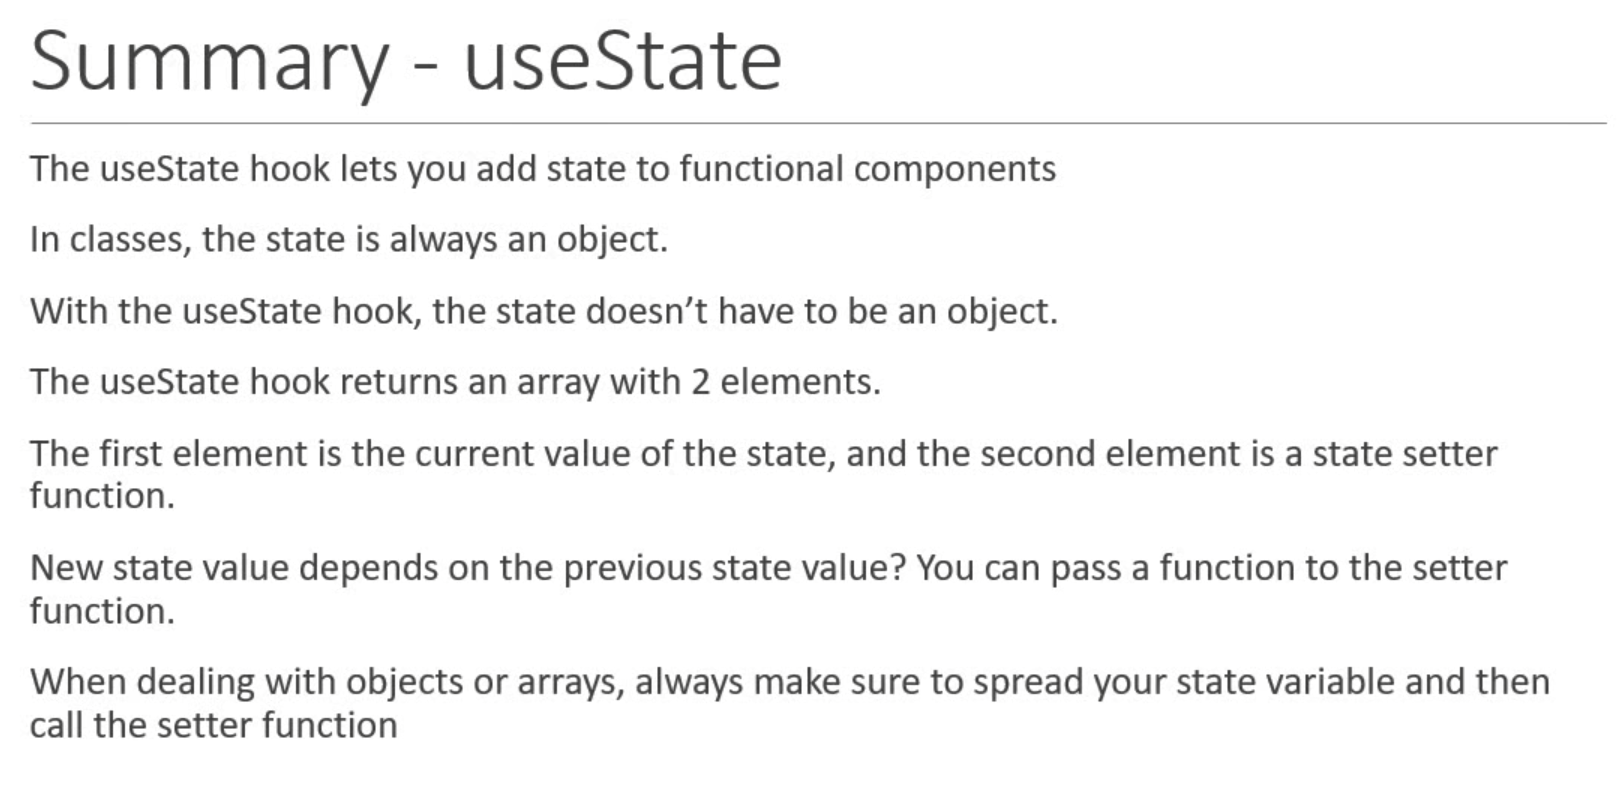 Summary - useState
The useState hook lets you add state to functional components
In classes, the state is always an object.
With the useState hook, the state doesn’t have to be an object.
The useState hook returns an array with 2 elements.
The first element is the current value of the state, and the second element is a state setter
function.
New state value depends on the previous state value? You can pass a function to the setter
function.
When dealing with objects or arrays, always make sure to spread your state variable and then
call the setter function